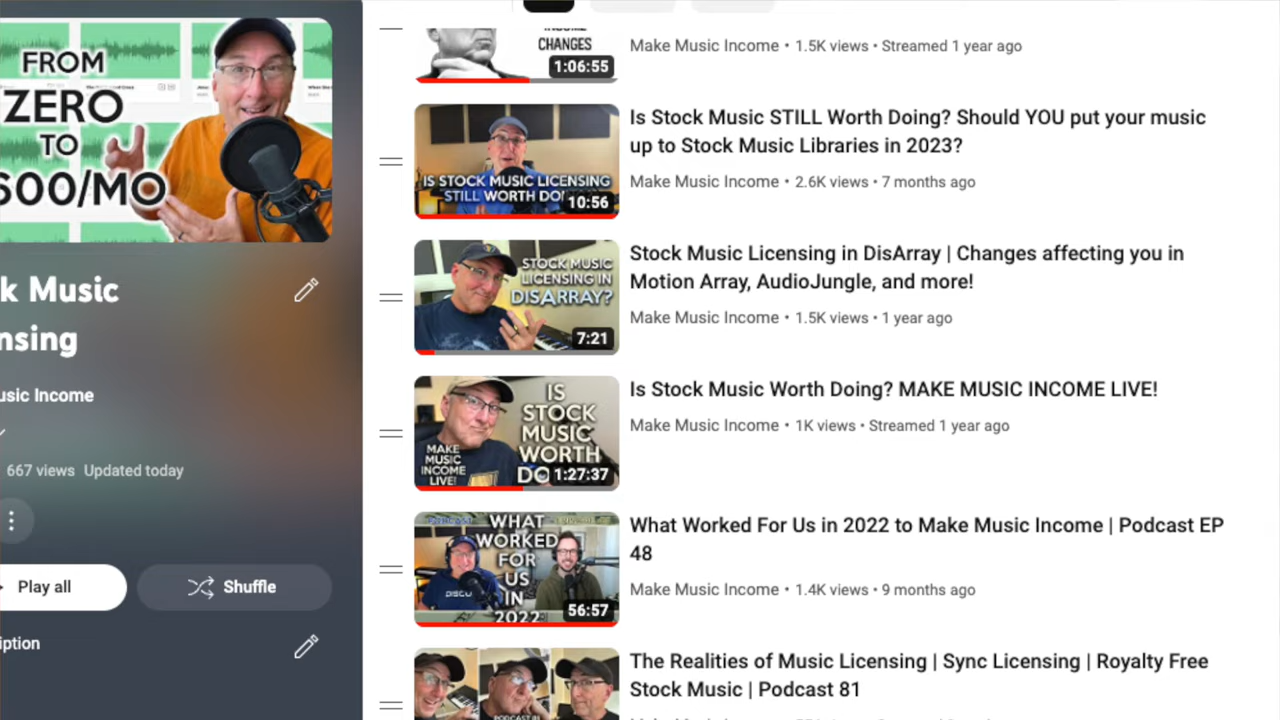 FROM
ZERO
TO
600/MO
k Music
nsing
usic Income
667 views Updated today
Play all
Shuffle
iption
CHANGES
1:06:55
Make Music Income • 1.5K views • Streamed 1 year ago
IS STOCK MUSIC LICENSING
STILL WORTH DOI
10:56
Is Stock Music STILL Worth Doing? Should YOU put your music
up to Stock Music Libraries in 2023?
Make Music Income • 2.6K views • 7 months ago
STOCK MUSIC
LICENSING IN
DISARRAY?
7:21
Stock Music Licensing in DisArray | Changes affecting you in
Motion Array, AudioJungle, and more!
Make Music Income • 1.5K views • 1 year ago
IS
STOCK
MUSIC
WORTH
DO
MAKE
MUSIC
INCOME
LIVE!
1:27:37
Is Stock Music Worth Doing? MAKE MUSIC INCOME LIVE!
Make Music Income • 1K views • Streamed 1 year ago
PODCAST
WHAT
WORKED
FOR
US
IN
2022
DISCO
56:57
What Worked For Us in 2022 to Make Music Income | Podcast EP
48
Make Music Income • 1.4K views • 9 months ago
PODCAST 81
The Realities of Music Licensing | Sync Licensing | Royalty Free
Stock Music | Podcast 81